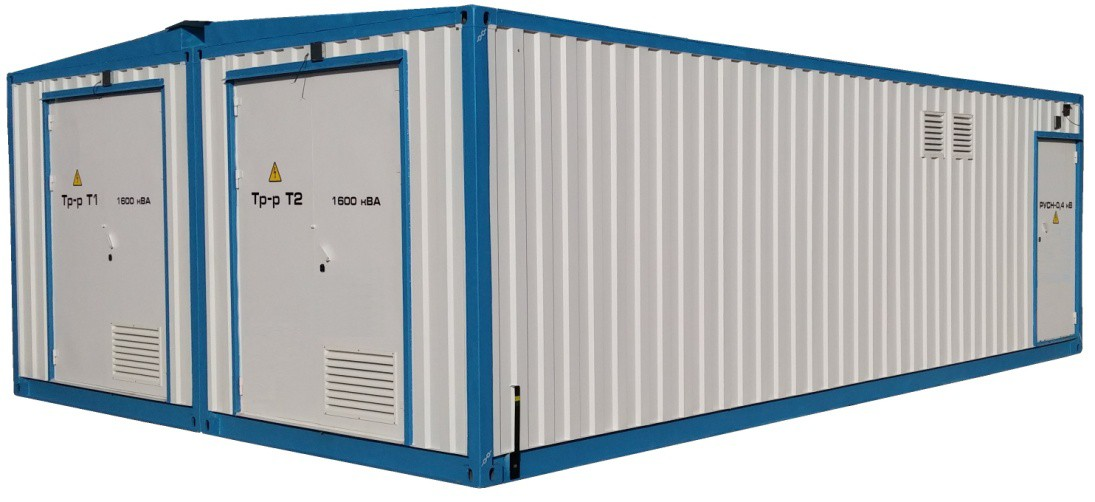 Тр-р Т1 1600 кВА
Тр-р Т2 1600 кВА
РУСН-0,4 кВ